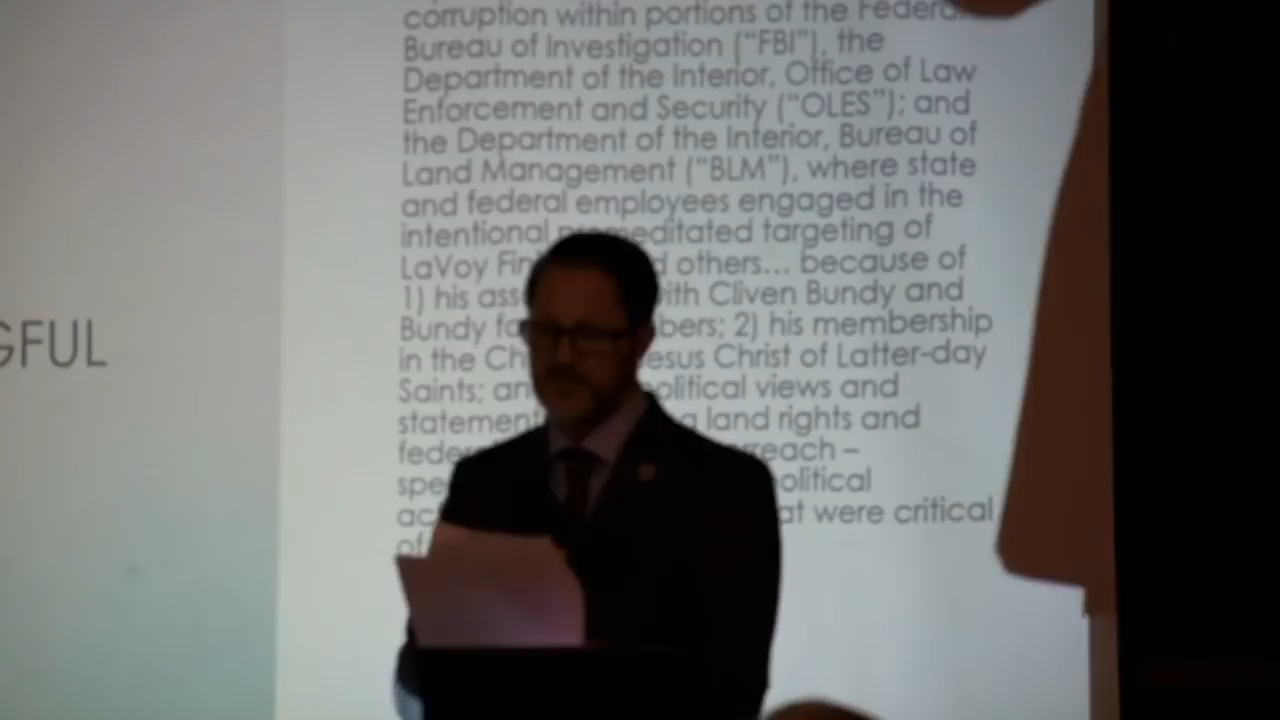 GFUL
corruption within portions of the Federal
Bureau of Investigation (“FBI”), the
Department of the Interior, Office of Law
Enforcement and Security (“OLES”); and
the Department of the Interior, Bureau of
Land Management (“BLM”), where state
and federal employees engaged in the
intentional premeditated targeting of
LaVoy Fin d others... because of
1) his ass ith Cliven Bundy and
Bundy fa bers; 2) his membership
in the Ch esus Christ of Latter-day
Saints; an olitical views and
statement g land rights and
fede reach –
spe olitical
ac at were critical
of